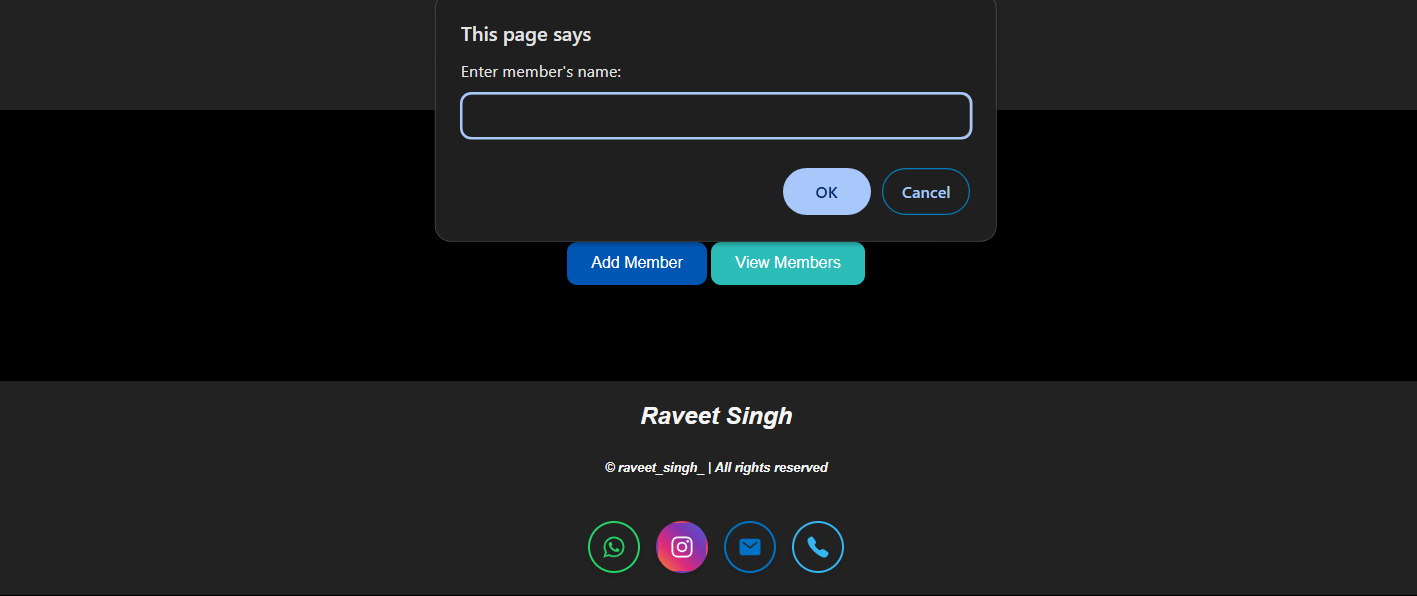 This page says
Enter member's name:
OK Cancel
Add Member View Members
Raveet Singh
© raveet_singh_ | All rights reserved